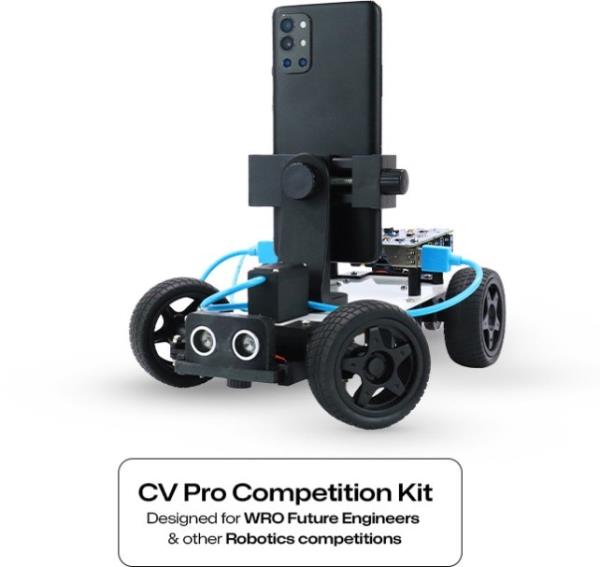 CV Pro Competition Kit
Designed for WRO Future Engineers
& other Robotics competitions